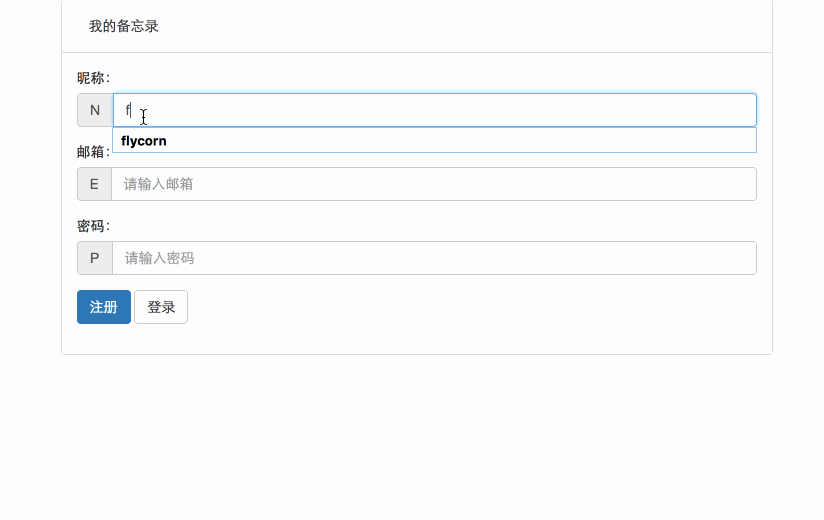 我的备忘录
昵称：
N f
flycorn
邮箱：
E 请输入邮箱
密码：
P 请输入密码
注册 登录